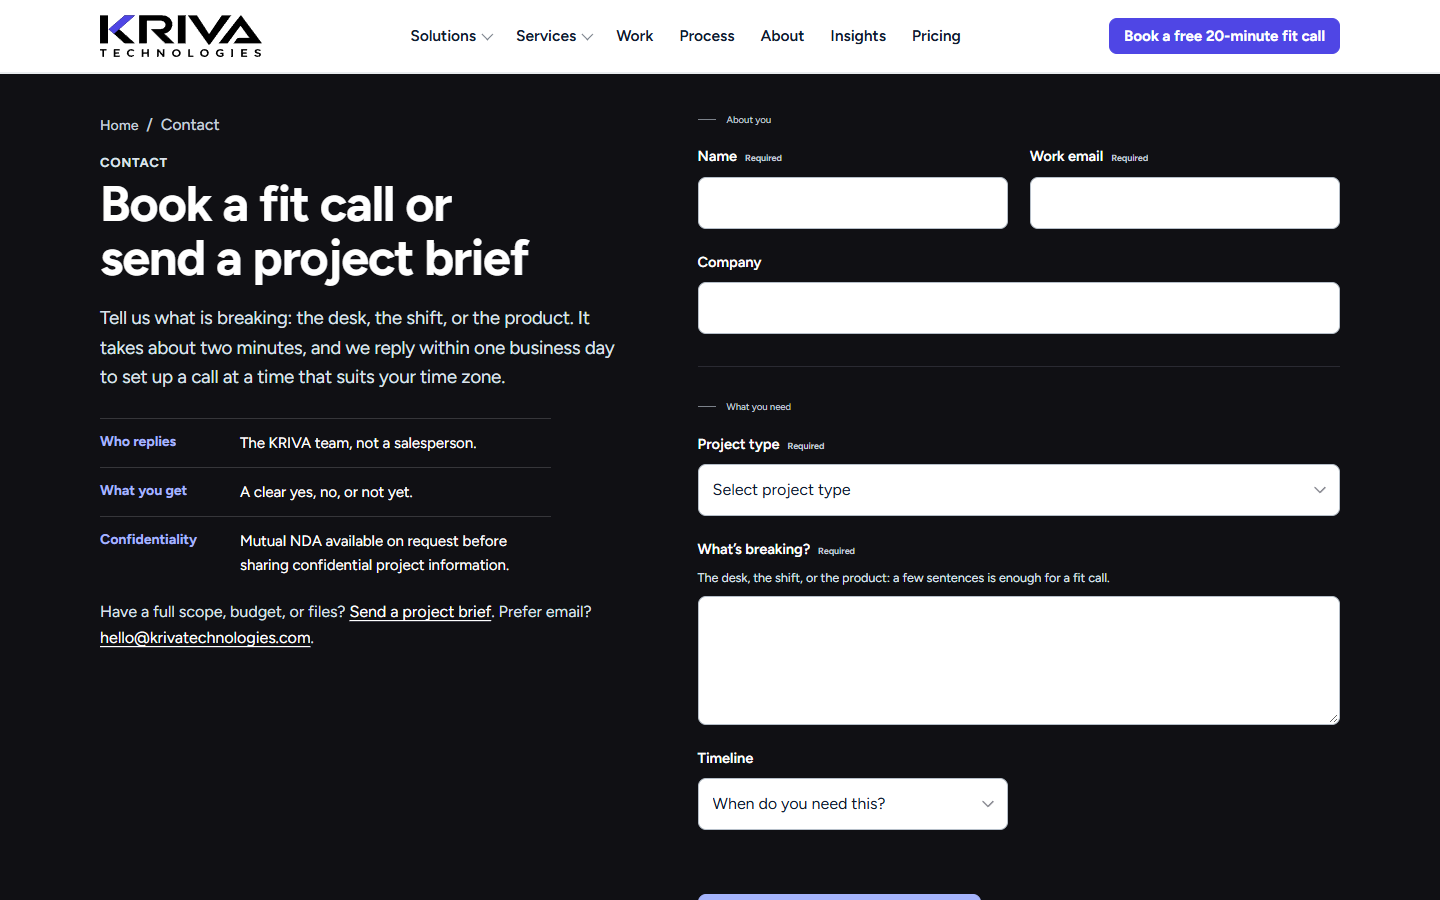 KRIVA
TECHNOLOGIES
Solutions
Services
Work
Process
About
Insights
Pricing
Book a free 20-minute fit call
Home / Contact
CONTACT
Book a fit call or
send a project brief
Tell us what is breaking: the desk, the shift, or the product. It
takes about two minutes, and we reply within one business day
to set up a call at a time that suits your time zone.
Who replies
The KRIVA team, not a salesperson.
What you get
A clear yes, no, or not yet.
Confidentiality
Mutual NDA available on request before
sharing confidential project information.
Have a full scope, budget, or files? Send a project brief. Prefer email?
hello@krivatechnologies.com.
About you
Name Required
Work email Required
Company
What you need
Project type Required
Select project type
What's breaking? Required
The desk, the shift, or the product: a few sentences is enough for a fit call.
Timeline
When do you need this?